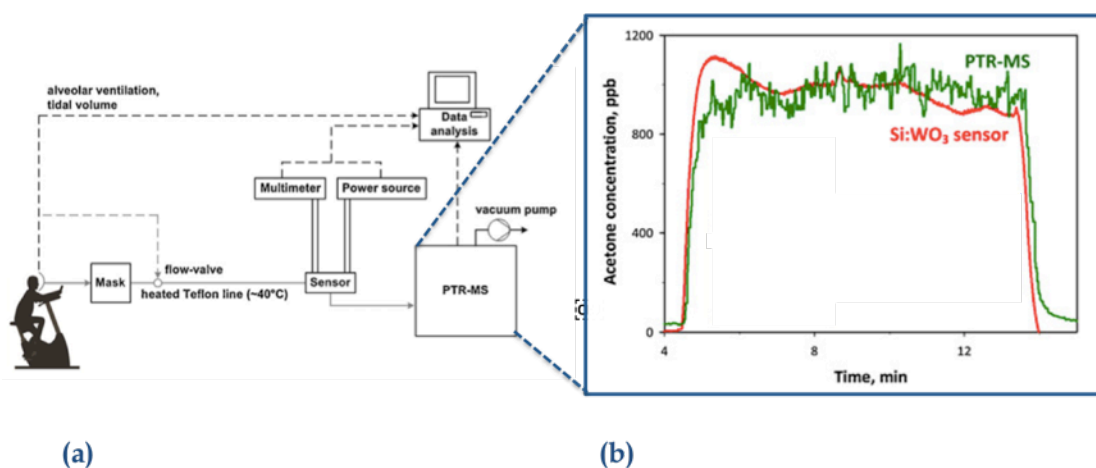 alveolar ventilation,
tidal volume
Data
analysis
Multimeter
Power source
vacuum pump
flow-valve
Mask
heated Teflon line (~40°C)
Sensor
PTR-MS
1200
800
400
0
4
8
12
Acetone concentration, ppb
Time, min
PTR-MS
Si:WO₃ sensor
(a)
(b)